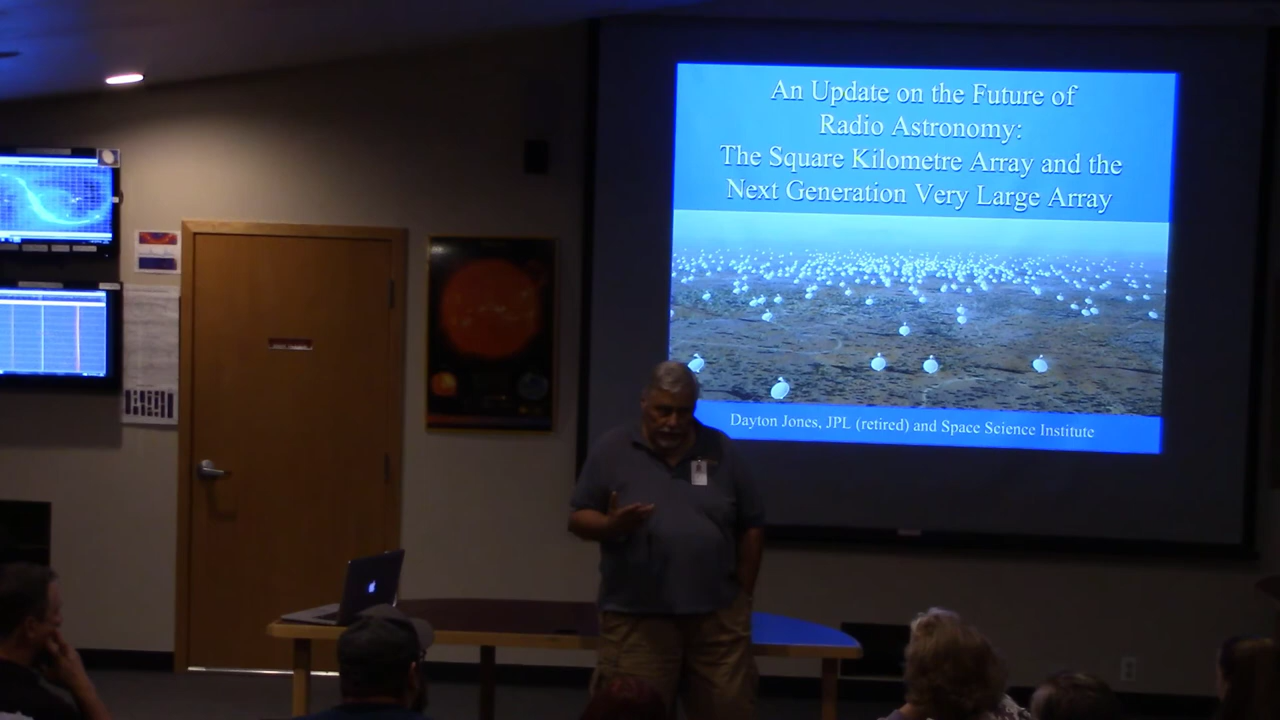 An Update on the Future of
Radio Astronomy:
The Square Kilometre Array and the
Next Generation Very Large Array
Dayton Jones, JPL (retired) and Space Science Institute